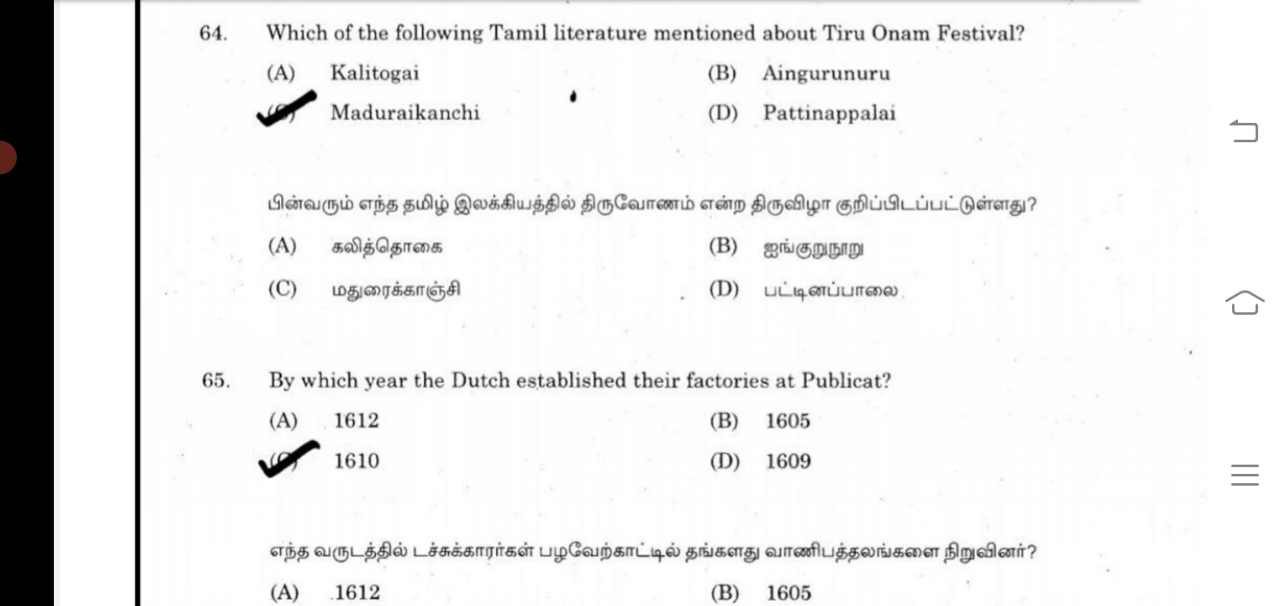 64. Which of the following Tamil literature mentioned about Tiru Onam Festival?
(A) Kalitogai (B) Aingurunuru
Maduraikanchi (D) Pattinappalai
பின்வரும் எந்த தமிழ் இலக்கியத்தில் திருவோணம் என்ற திருவிழா குறிப்பிடப்பட்டுள்ளது?
(A) கலித்தொகை (B) ஐங்குறுநூறு
(C) மதுரைக்காஞ்சி (D) பட்டினப்பாலை
65. By which year the Dutch established their factories at Publicat?
(A) 1612 (B) 1605
(C) 1610 (D) 1609
எந்த வருடத்தில் டச்சுக்காரர்கள் பழவேற்காட்டில் தங்களது வாணிபத்தலங்களை நிறுவினர்?
(A) 1612 (B) 1605